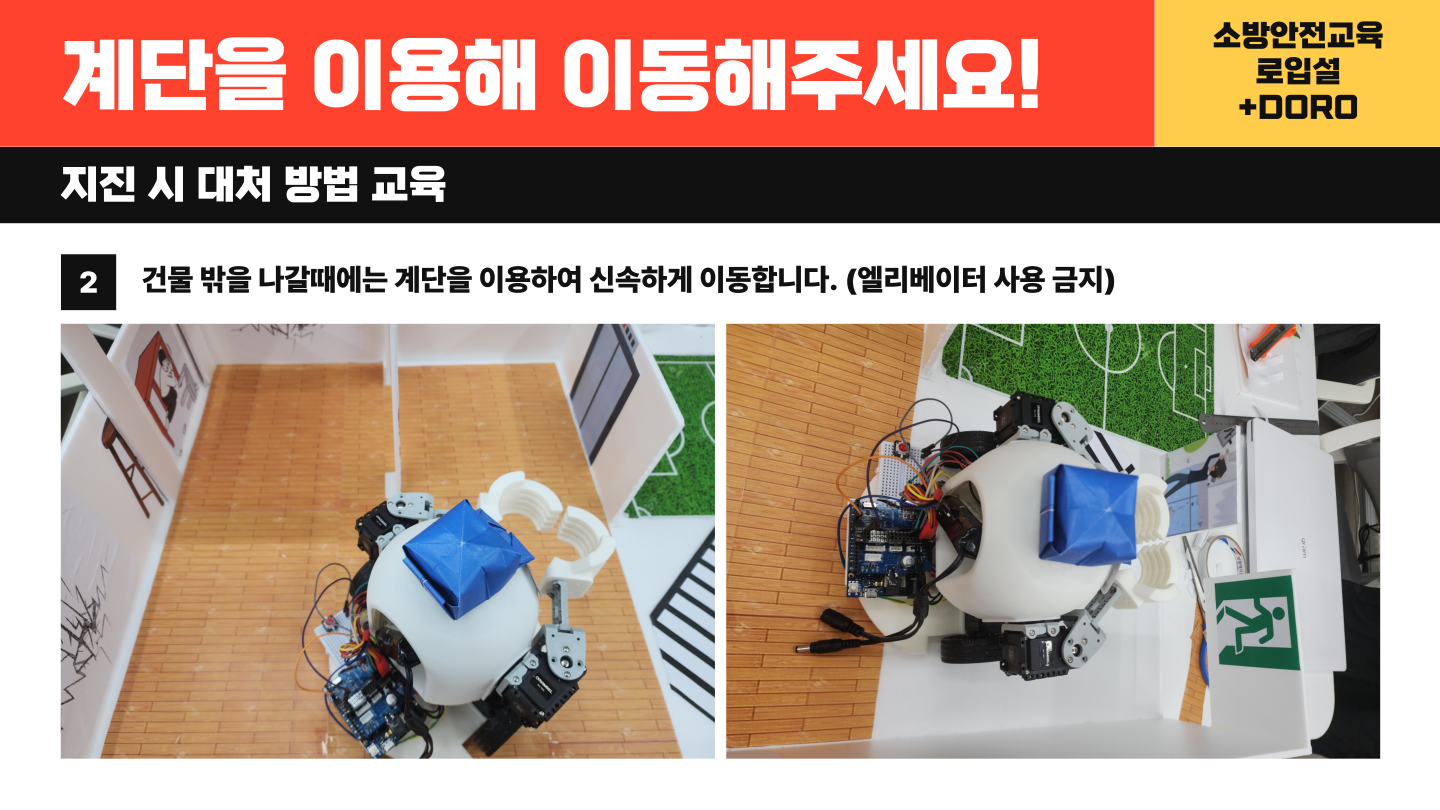 계단을 이용해 이동해주세요!
소방안전교육
로입설
+DORO
지진 시 대처 방법 교육
2
건물 밖을 나갈때에는 계단을 이용하여 신속하게 이동합니다. (엘리베이터 사용 금지)